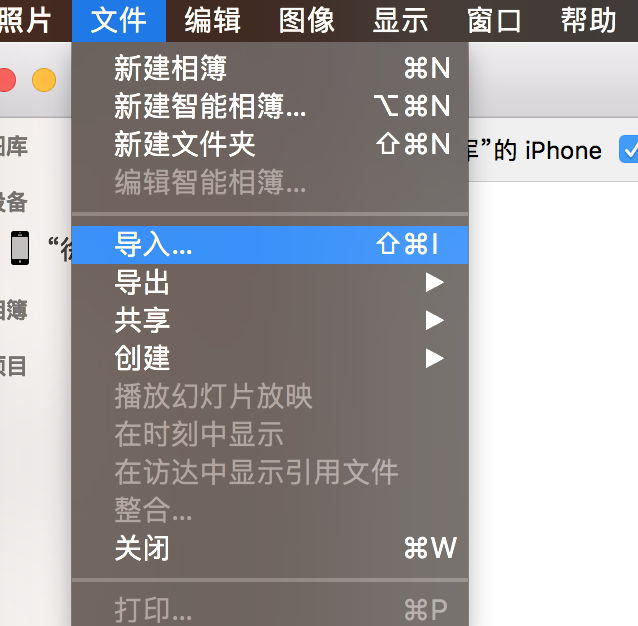 照片 文件 编辑 图像 显示 窗口 帮助
新建相簿 ⌘N
新建智能相簿... ⌥⌘N
新建文件夹 ⇧⌘N
编辑智能相簿...
导入... ⇧⌘I
导出 ▶
共享 ▶
创建 ▶
播放幻灯片放映
在时刻中显示
在访达中显示引用文件
整合...
关闭 ⌘W
打印... ⌘P
”的 iPhone
库
设备
“
相簿
项目